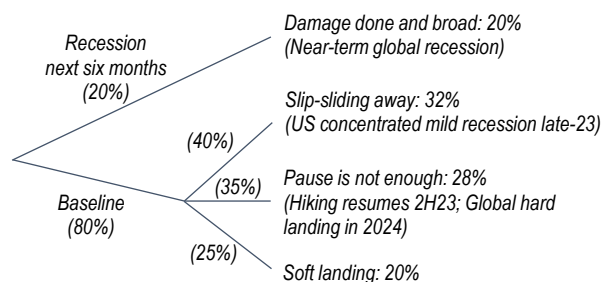 Recession
next six months
(20%)
Damage done and broad: 20%
(Near-term global recession)
Slip-sliding away: 32%
(US concentrated mild recession late-23)
(40%)
(35%)
Pause is not enough: 28%
(Hiking resumes 2H23; Global hard
landing in 2024)
Baseline
(80%)
(25%)
Soft landing: 20%